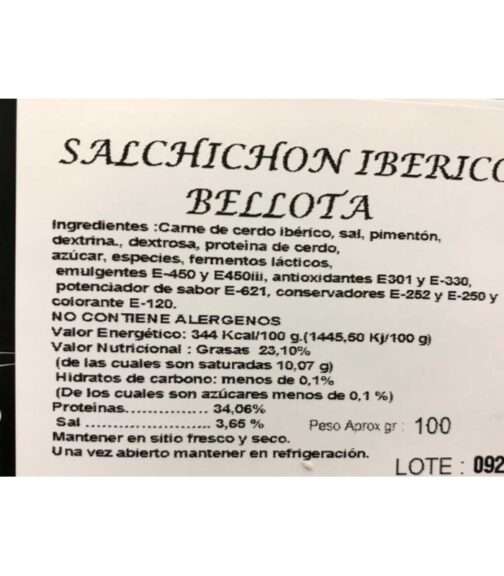 SALCHICHON IBERICO
BELLOTA
Ingredientes :Carne de cerdo ibérico, sal, pimentón,
dextrina., dextrosa, proteina de cerdo,
azúcar, especies, fermentos lácticos,
emulgentes E-450 y E450iii, antioxidantes E301 y E-330,
potenciador de sabor E-621, conservadores E-252 y E-250 y
colorante E-120.
NO CONTIENE ALERGENOS
Valor Energético: 344 Kcal/100 g.(1445,50 Kj/100 g)
Valor Nutricional : Grasas 23,10%
(de las cuales son saturadas 10,07 g)
Hidratos de carbono: menos de 0,1%
(De los cuales son azúcares menos de 0,1 %)
Proteinas.............. 34,06%
Sal ..................... 3,65 % Peso Aprox gr : 100
Mantener en sitio fresco y seco.
Una vez abierto mantener en refrigeración.
LOTE : 092